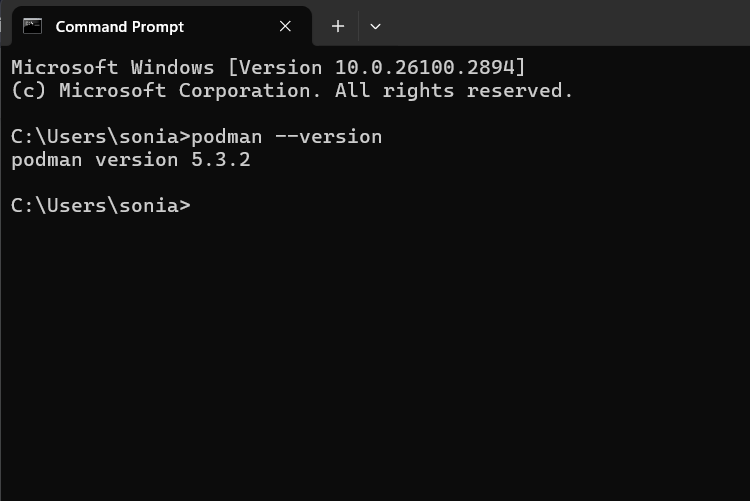 Command Prompt
Microsoft Windows [Version 10.0.26100.2894]
(c) Microsoft Corporation. All rights reserved.
C:\Users\sonia>podman --version
podman version 5.3.2
C:\Users\sonia>